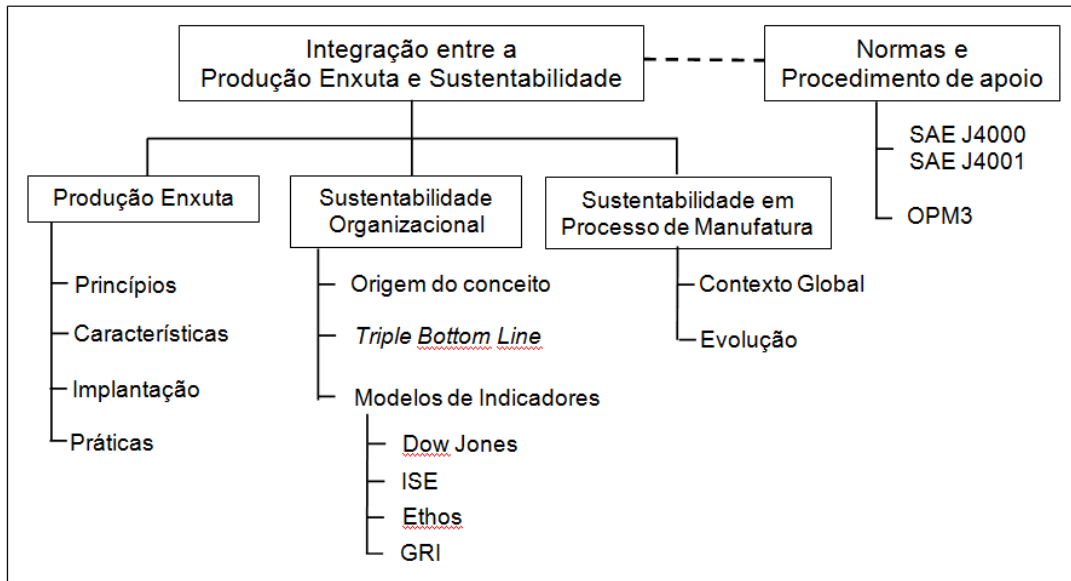 Integração entre a
Produção Enxuta e Sustentabilidade
Normas e
Procedimento de apoio
SAE J4000
SAE J4001
OPM3
Produção Enxuta
Princípios
Características
Implantação
Práticas
Sustentabilidade
Organizacional
Origem do conceito
Triple Bottom Line
Modelos de Indicadores
Dow Jones
ISE
Ethos
GRI
Sustentabilidade em
Processo de Manufatura
Contexto Global
Evolução